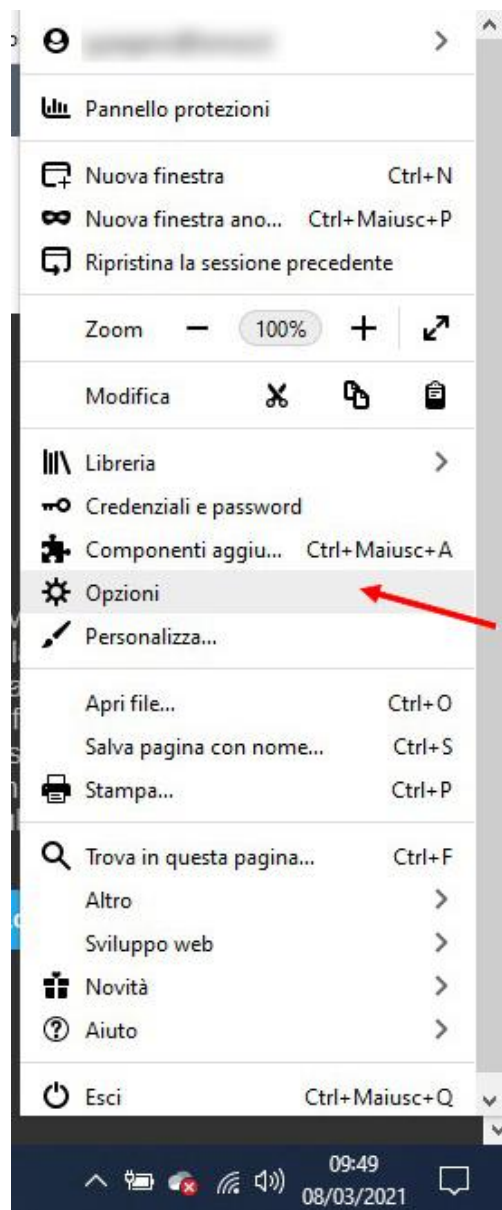 Pannello protezioni
Nuova finestra Ctrl+N
Nuova finestra ano... Ctrl+Maiusc+P
Ripristina la sessione precedente
Zoom 100%
Modifica
Libreria
Credenziali e password
Componenti aggiu... Ctrl+Maiusc+A
Opzioni
Personalizza...
Apri file... Ctrl+O
Salva pagina con nome... Ctrl+S
Stampa... Ctrl+P
Trova in questa pagina... Ctrl+F
Altro
Sviluppo web
Novità
Aiuto
Esci Ctrl+Maiusc+Q
09:49
08/03/2021